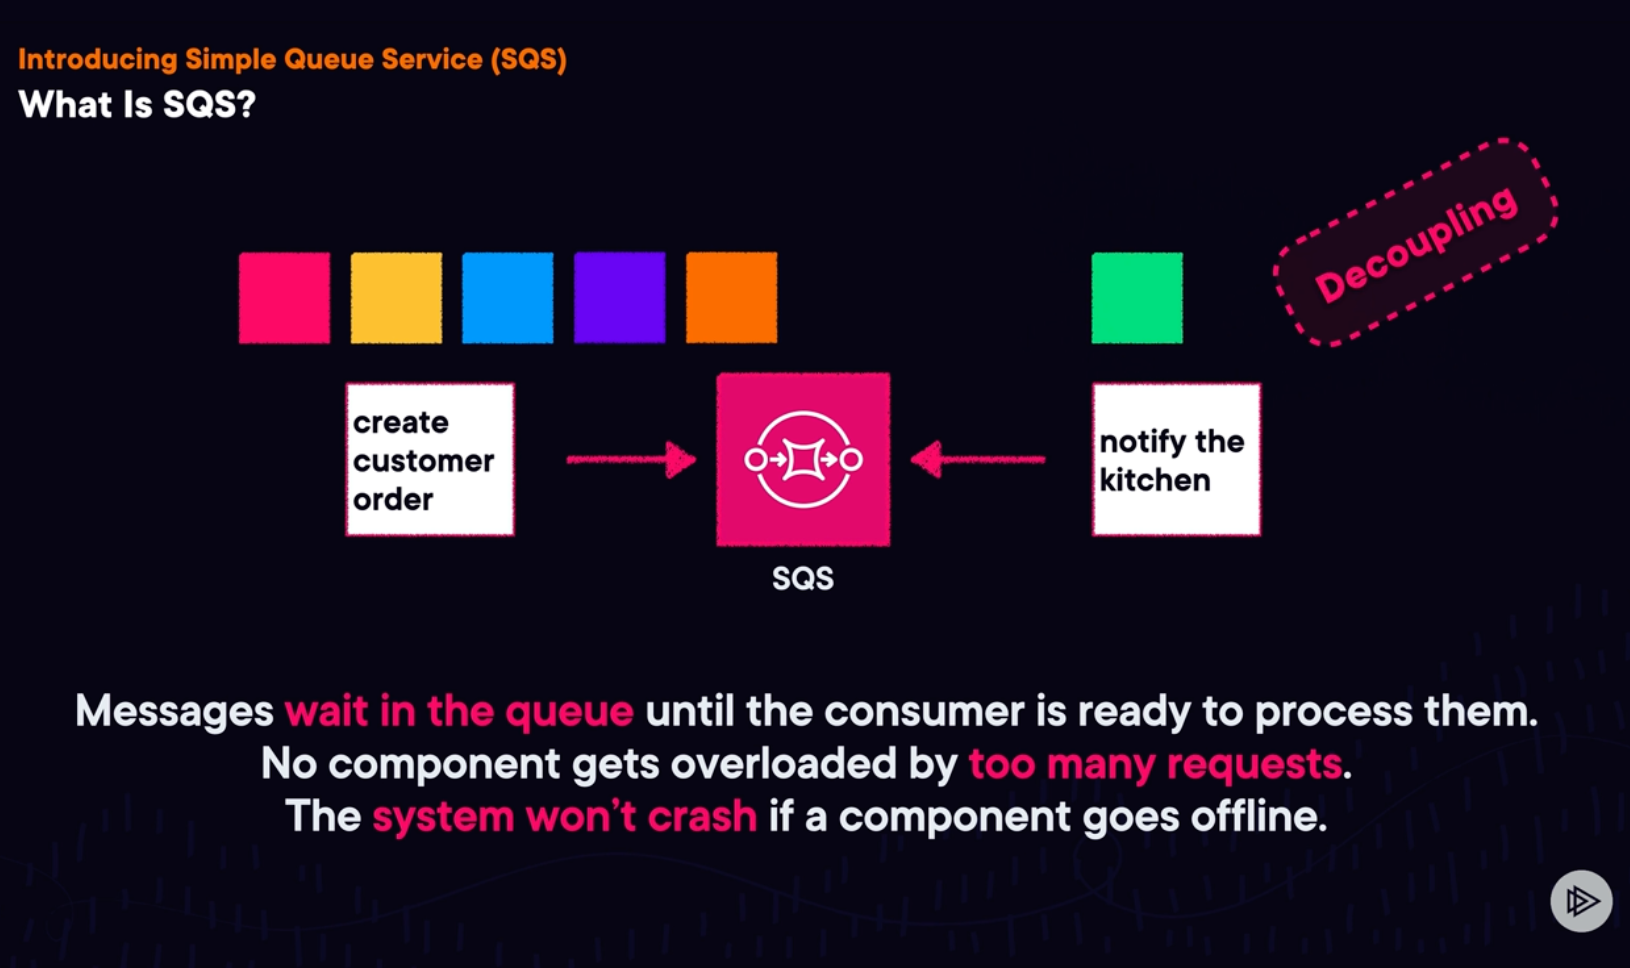 Introducing Simple Queue Service (SQS)
What Is SQS?
Decoupling
create
customer
order
notify the
kitchen
SQS
Messages wait in the queue until the consumer is ready to process them.
No component gets overloaded by too many requests.
The system won’t crash if a component goes offline.